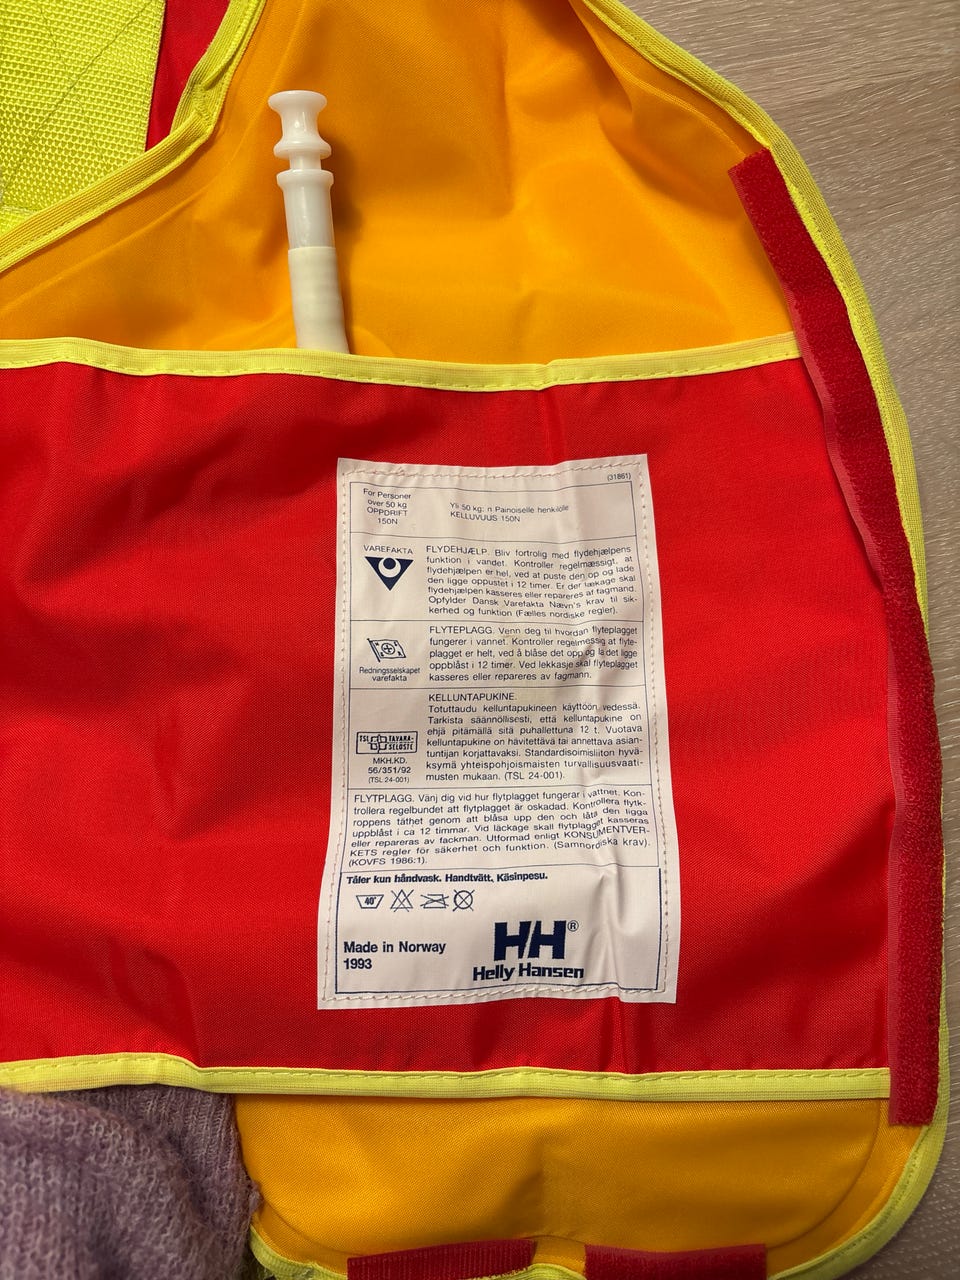 (31861)
For Personer
over 50 kg
OPPDRIFT
150N
Yli 50 kg: n Painoiselle henkilölle
KELLUVUUS 150N
VAREFAKTA
FLYDEHJÆLP. Bliv fortrolig med flydehjælpens
funktion i vandet. Kontroller regelmæssigt, at
flydehjælpen er hel, ved at puste den op og lade
den ligge oppustet i 12 timer. Er der lækage skal
flydehjælpen kasseres eller repareres af fagmand.
Opfylder Dansk Varefakta Nævn's krav til sik-
kerhed og funktion (Fælles nordiske regler).
Redningsselskapet
varefakta
FLYTEPLAGG. Venn deg til hvordan flyteplagget
fungerer i vannet. Kontroller regelmessig at flyte-
plagget er helt, ved å blåse det opp og la det ligge
oppblåst i 12 timer. Ved lekkasje skal flyteplagget
kasseres eller repareres av fagmann.
TSL TAVARA-
SELOSTE
MKH.KD.
56/351/92
(TSL 24-001)
KELLUNTAPUKINE.
Totuttaudu kelluntapukineen käyttöön vedessä.
Tarkista säännöllisesti, että kelluntapukine on
ehjä pitämällä sitä puhallettuna 12 t. Vuotava
kelluntapukine on hävitettävä tai annettava asian-
tuntijan korjattavaksi. Standardisoimisliiton hyvä-
ksymä yhteispohjoismaisten turvallisuusvaati-
musten mukaan. (TSL 24-001).
FLYTPLAGG. Vänj dig vid hur flytplagget fungerar i vattnet. Kon-
trollera regelbundet att flytplagget är oskadad. Kontrollera flytk-
roppens täthet genom att blåsa upp den och låta den ligga
uppblåst i ca 12 timmar. Vid läckage skall flytplagget kasseras
eller repareras av fackman. Utformad enligt KONSUMENTVER-
KETS regler för säkerhet och funktion. (Samnordiska krav).
(KOVFS 1986:1).
Tåler kun håndvask. Handtvätt, Käsinpesu.
40°
Made in Norway
1993
HH®
Helly Hansen